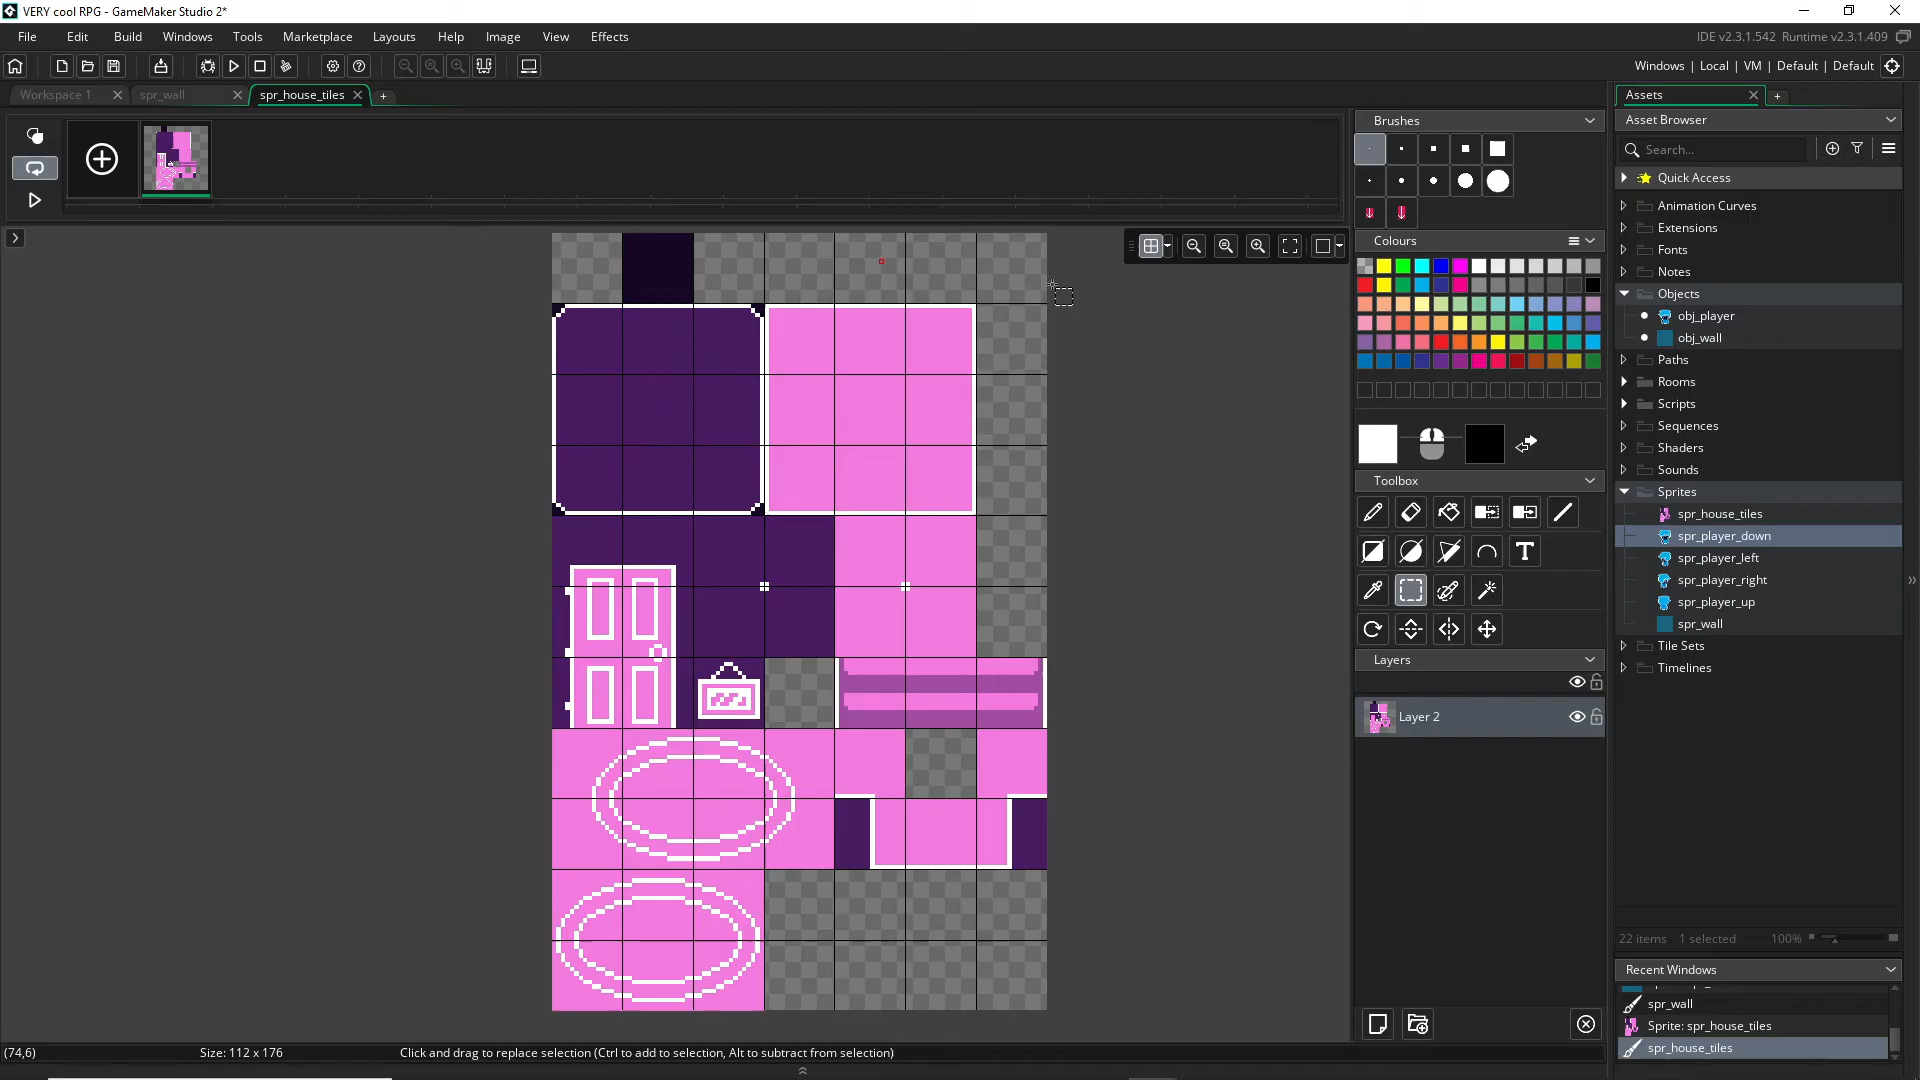 VERY cool RPG - GameMaker Studio 2*
File Edit Build Windows Tools Marketplace Layouts Help Image View Effects
IDE v2.3.1.542 Runtime v2.3.1.409
Windows | Local | VM | Default | Default
Workspace 1
spr_wall
spr_house_tiles
Brushes
Colours
Toolbox
T
Layers
Layer 2
Assets
Asset Browser
Search...
Quick Access
Animation Curves
Extensions
Fonts
Notes
Objects
obj_player
obj_wall
Paths
Rooms
Scripts
Sequences
Shaders
Sounds
Sprites
spr_house_tiles
spr_player_down
spr_player_left
spr_player_right
spr_player_up
spr_wall
Tile Sets
Timelines
22 items 1 selected 100%
Recent Windows
spr_wall
Sprite: spr_house_tiles
spr_house_tiles
(74,6) Size: 112 x 176 Click and drag to replace selection (Ctrl to add to selection, Alt to subtract from selection)